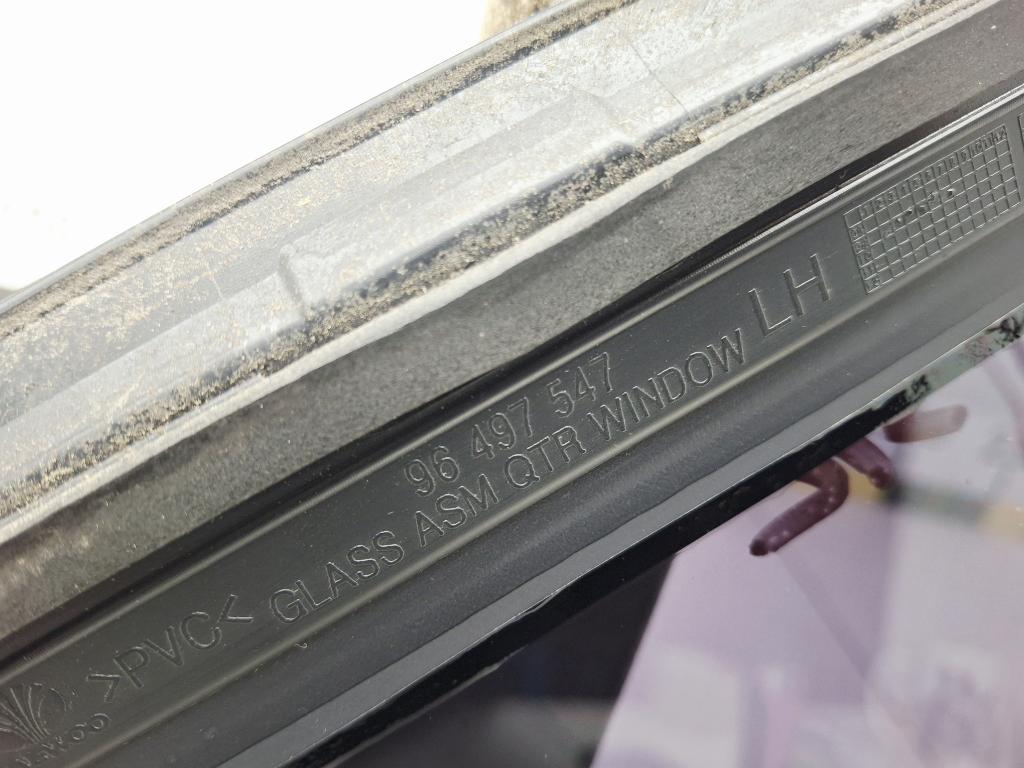 96 497 547
>PVC< GLASS ASM QTR WINDOW LH